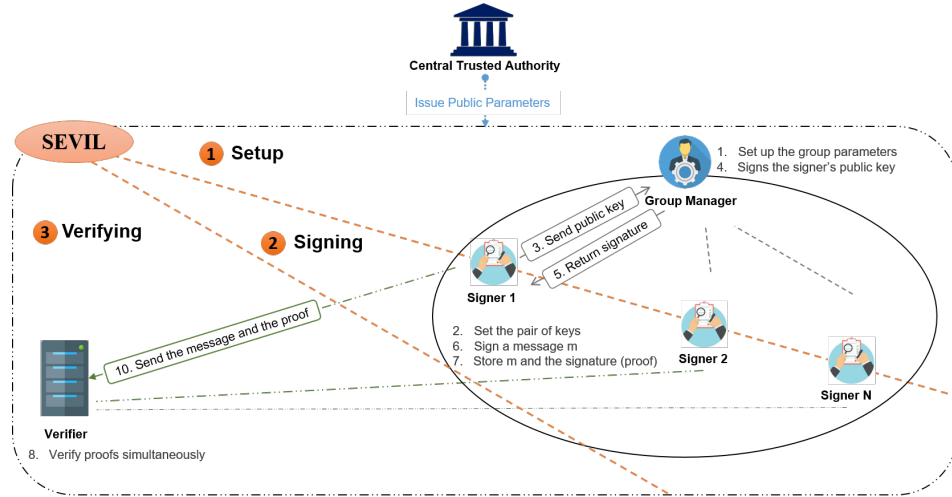 Central Trusted Authority
Issue Public Parameters
SEVIL
1 Setup
1. Set up the group parameters
4. Signs the signer's public key
Group Manager
3 Verifying
2 Signing
3. Send public key
5. Return signature
Signer 1
10. Send the message and the proof
2. Set the pair of keys
6. Sign a message m
7. Store m and the signature (proof)
Signer 2
Signer N
Verifier
8. Verify proofs simultaneously